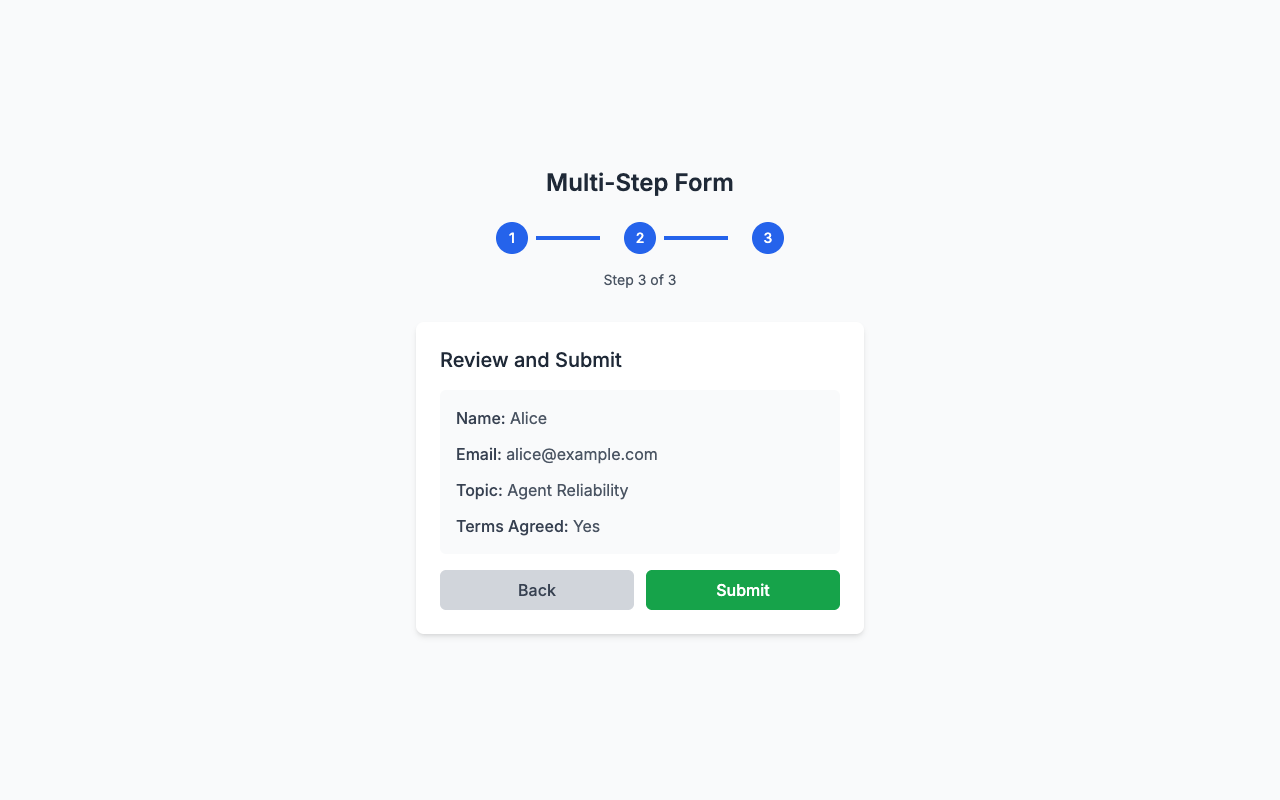 Multi-Step Form
1 2 3
Step 3 of 3
Review and Submit
Name: Alice
Email: alice@example.com
Topic: Agent Reliability
Terms Agreed: Yes
Back Submit